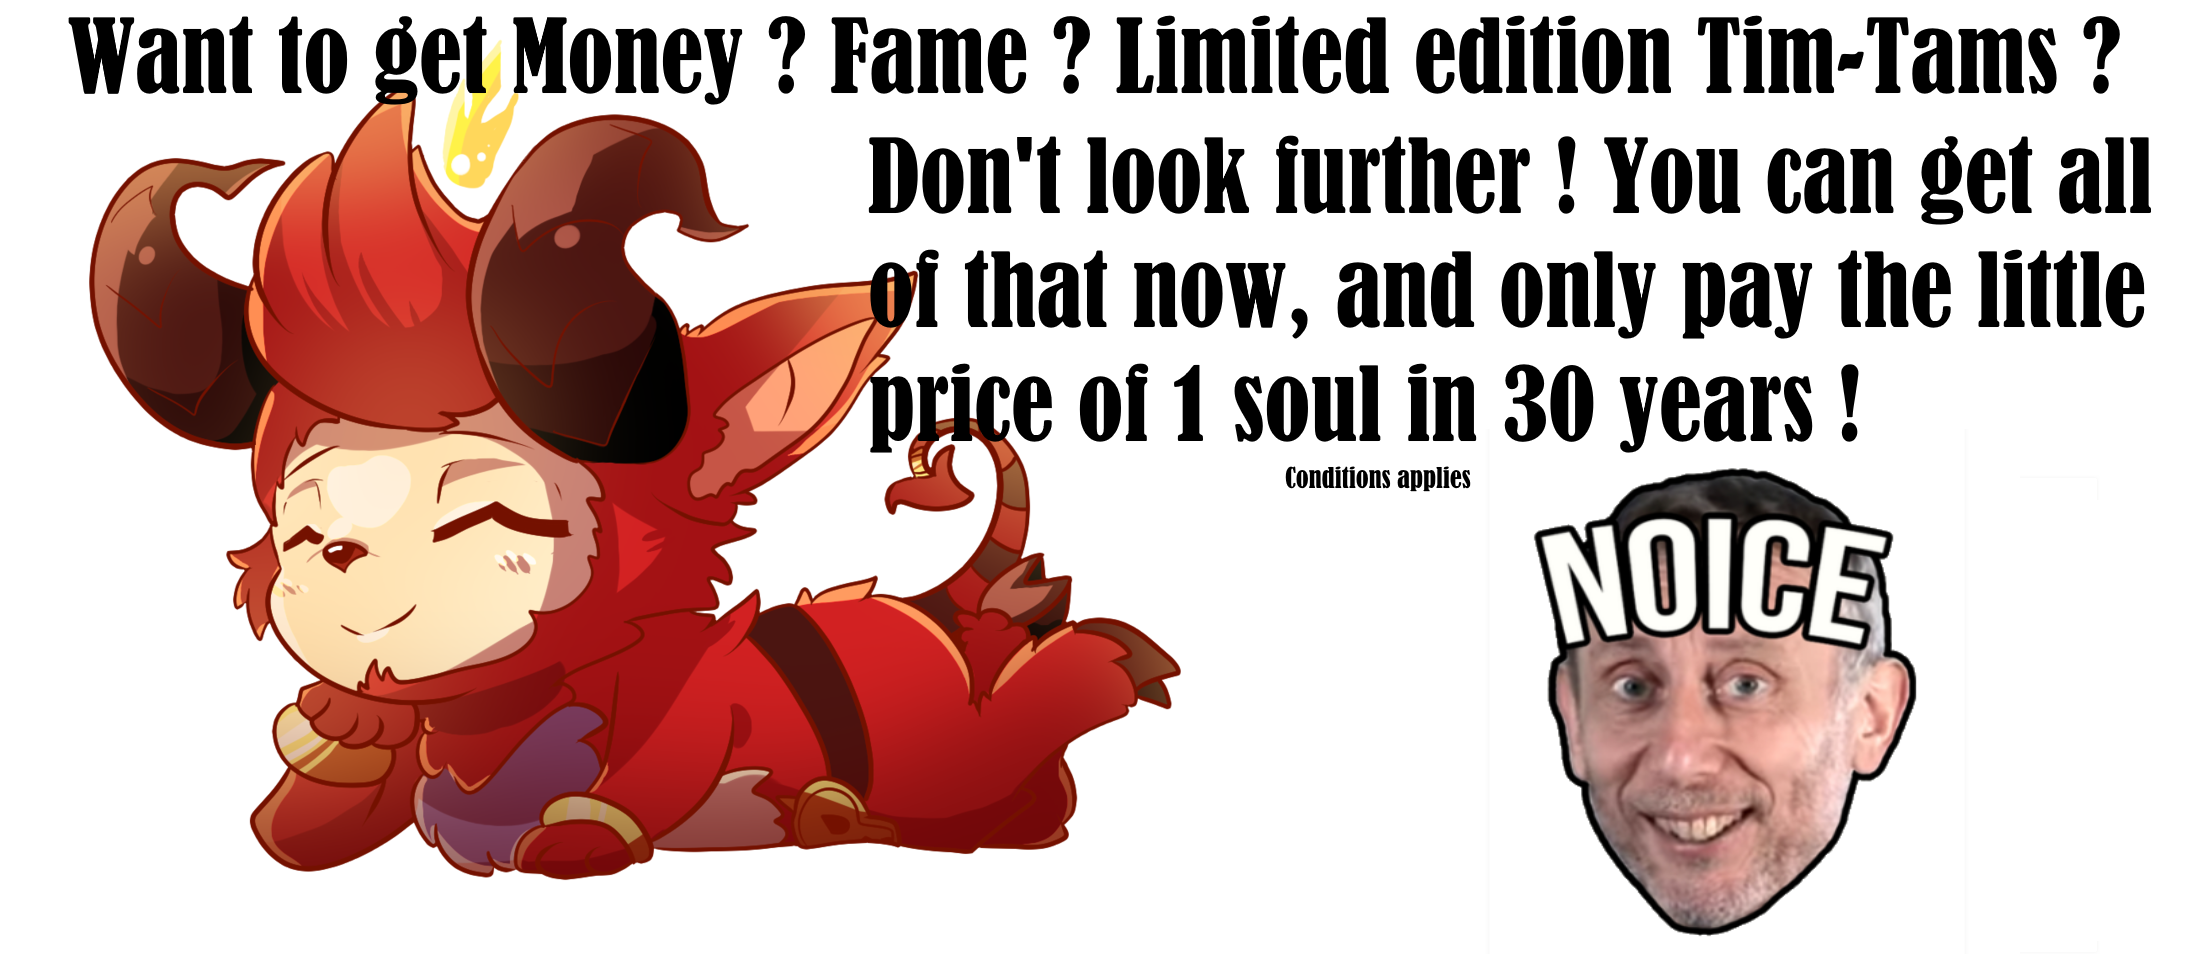 Want to get Money ? Fame ? Limited edition Tim-Tams ?
Don't look further ! You can get all
of that now, and only pay the little
price of 1 soul in 30 years !
Conditions applies
NOICE